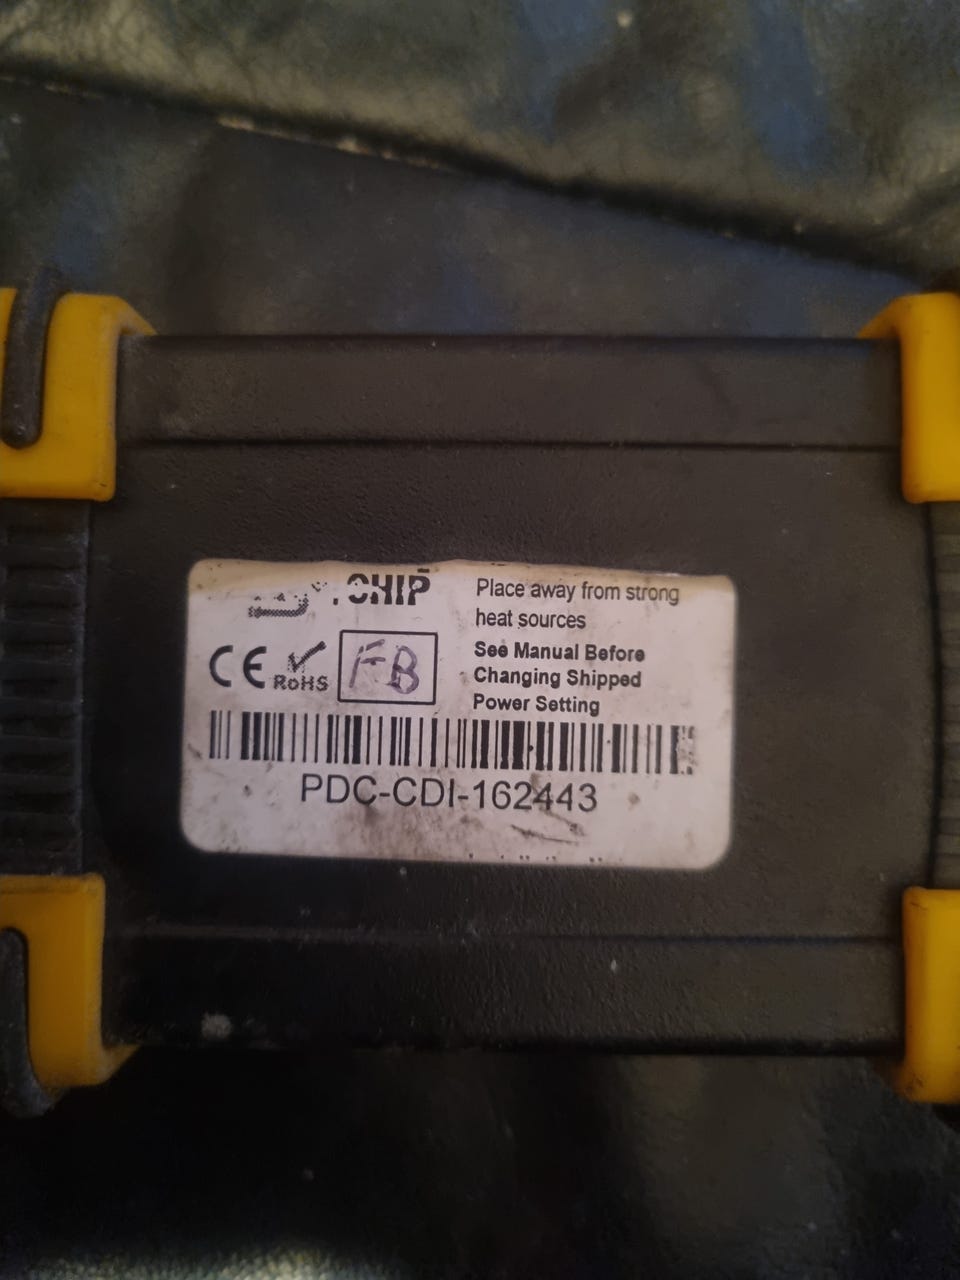 CHIP
Place away from strong
heat sources
CE RoHS FB
See Manual Before
Changing Shipped
Power Setting
PDC-CDI-162443